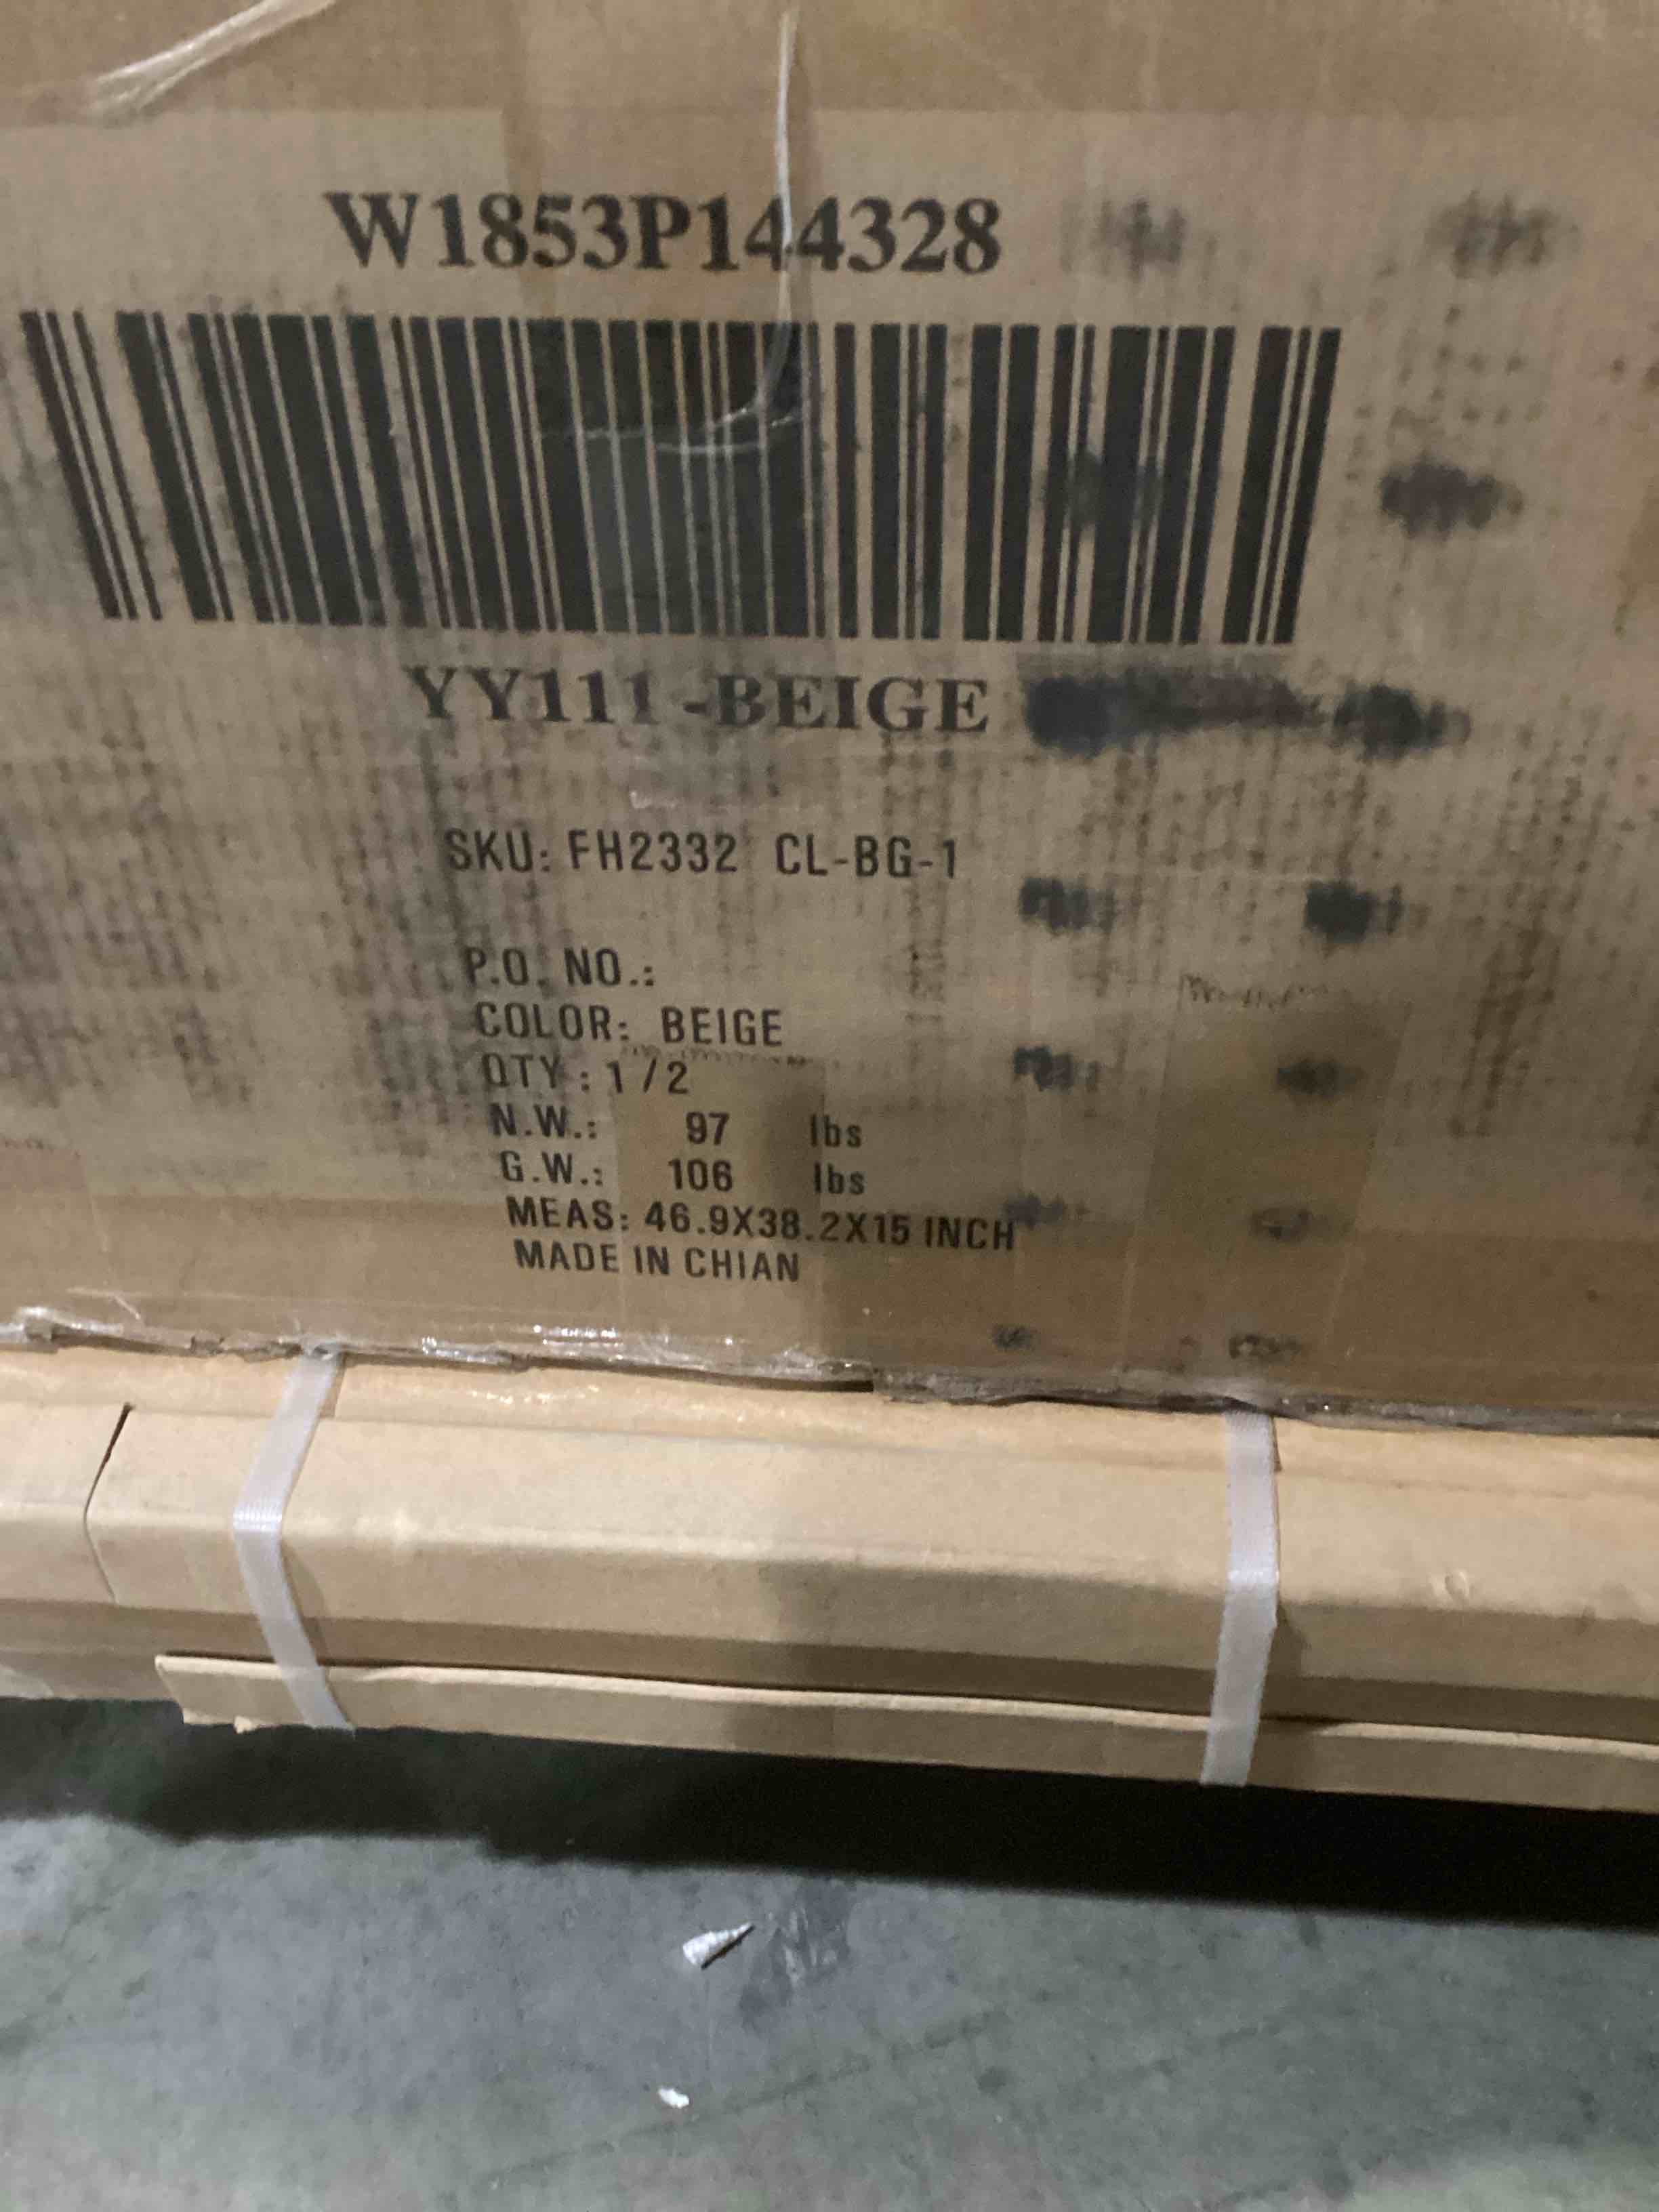 W1853P144328
YY111-BEIGE
SKU: FH2332 CL-BG-1
P.O. NO.:
COLOR: BEIGE
QTY : 1 / 2
N.W.: 97 lbs
G.W.: 106 lbs
MEAS: 46.9X38.2X15 INCH
MADE IN CHIAN